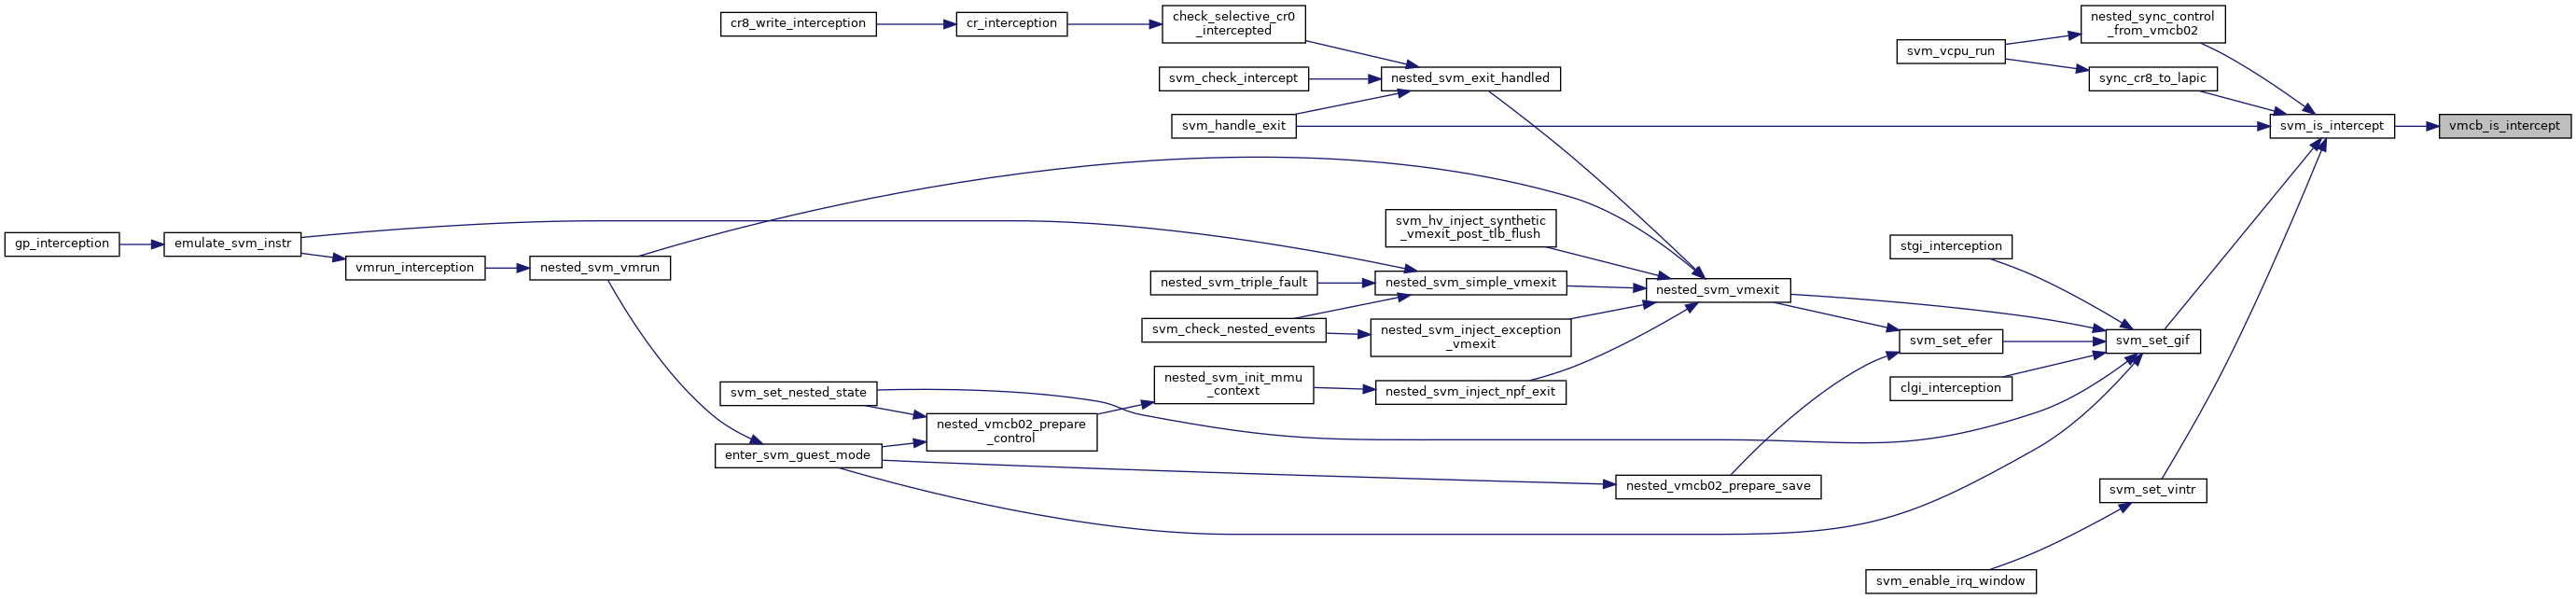 cr8_write_interception
cr_interception
check_selective_cr0
_intercepted
nested_sync_control
_from_vmcb02
svm_vcpu_run
svm_check_intercept
nested_svm_exit_handled
sync_cr8_to_lapic
svm_handle_exit
svm_is_intercept
vmcb_is_intercept
svm_hv_inject_synthetic
_vmexit_post_tlb_flush
gp_interception
emulate_svm_instr
vmrun_interception
nested_svm_vmrun
stgi_interception
nested_svm_triple_fault
nested_svm_simple_vmexit
nested_svm_vmexit
svm_check_nested_events
nested_svm_inject_exception
_vmexit
svm_set_efer
svm_set_gif
svm_set_nested_state
nested_svm_init_mmu
_context
nested_svm_inject_npf_exit
clgi_interception
nested_vmcb02_prepare
_control
enter_svm_guest_mode
nested_vmcb02_prepare_save
svm_set_vintr
svm_enable_irq_window